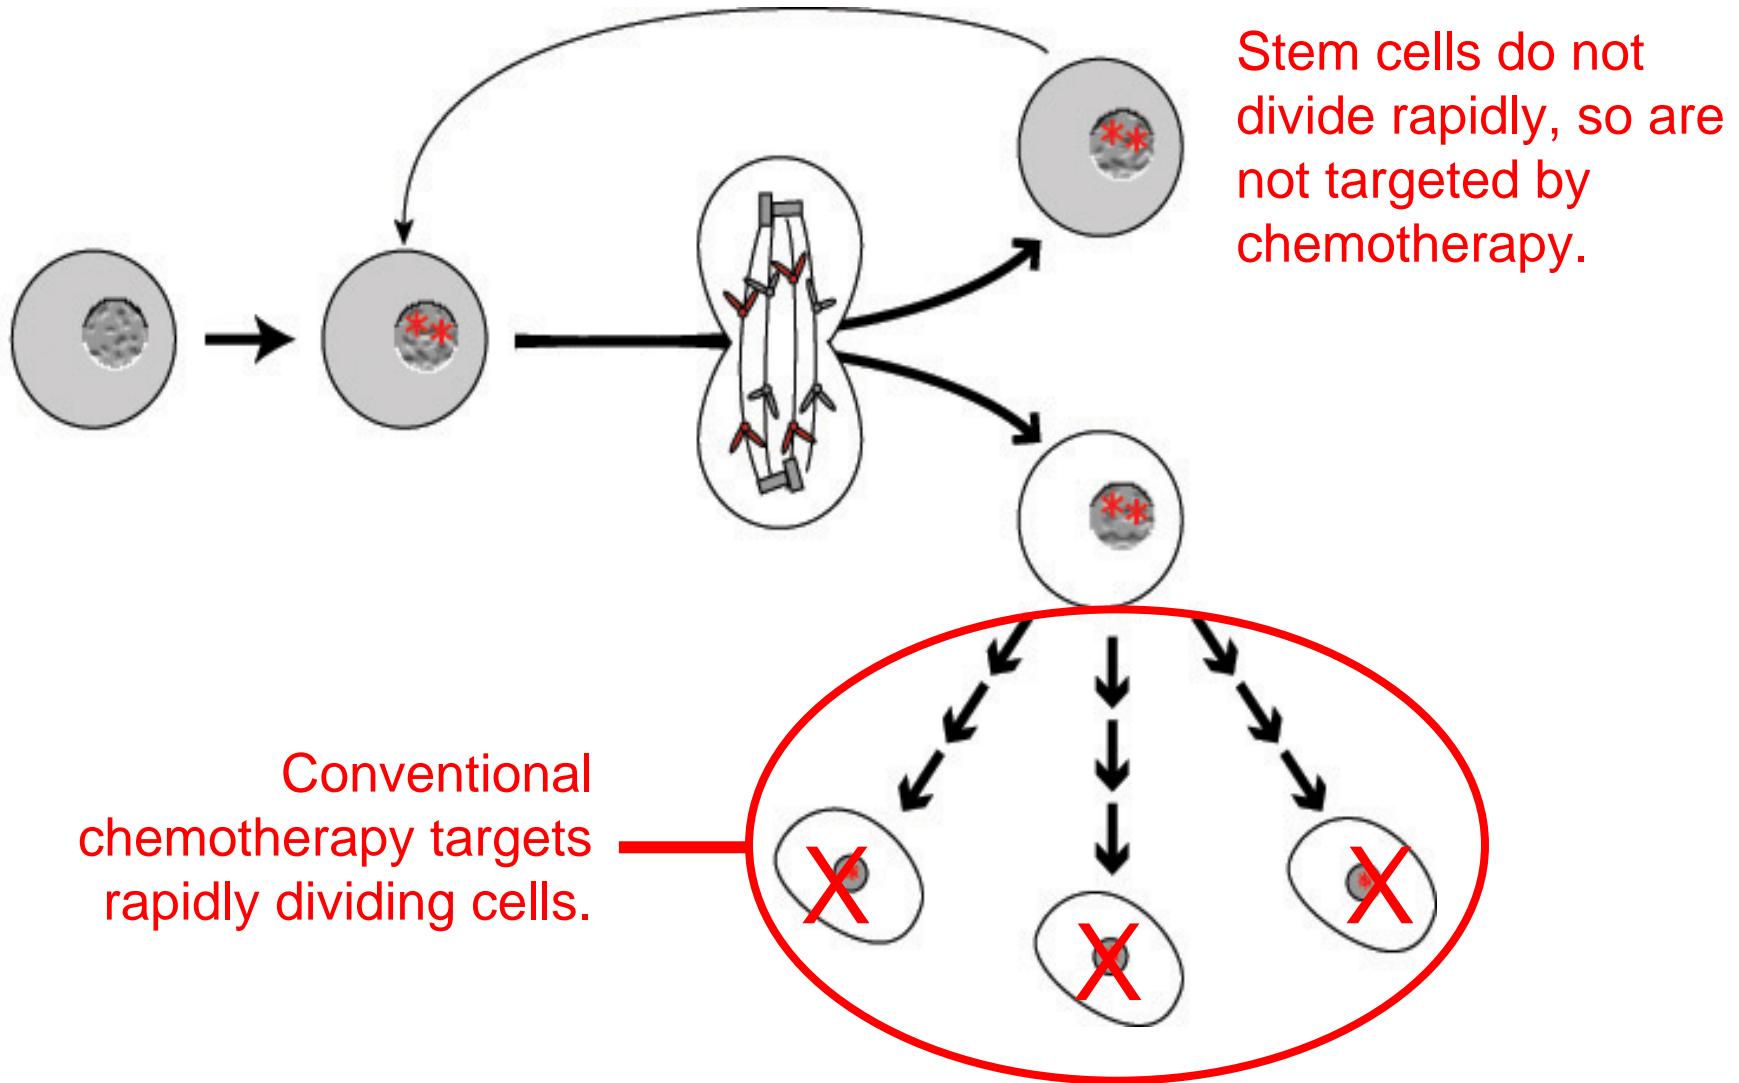 Stem cells do not
divide rapidly, so are
not targeted by
chemotherapy.
Conventional
chemotherapy targets
rapidly dividing cells.
X
X
X